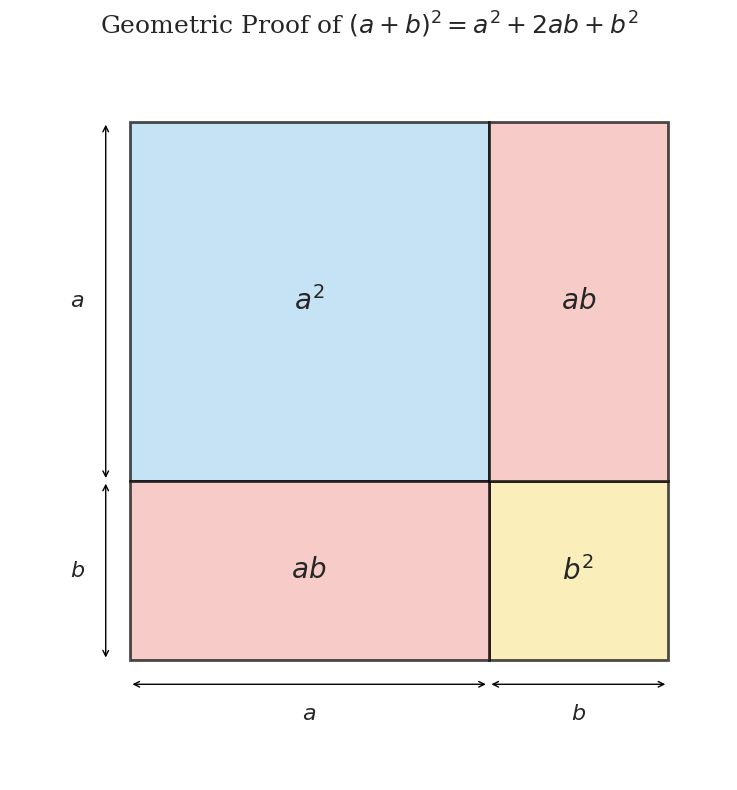 Geometric Proof of (a + b)² = a² + 2ab + b²
a
a²
ab
b
ab
b²
a
b